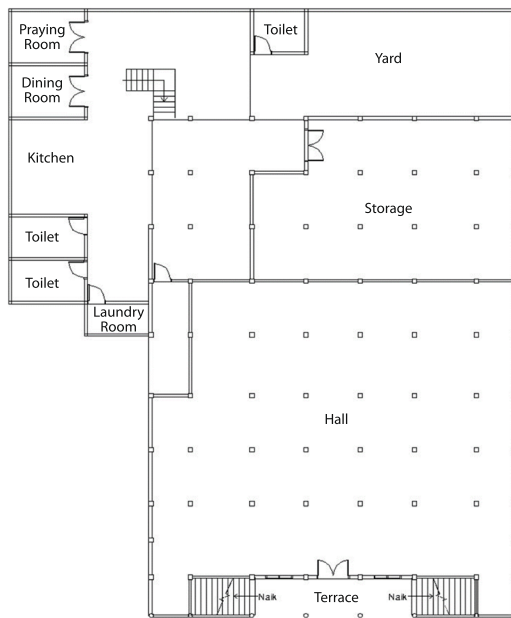 Praying
Room
Toilet
Yard
Dining
Room
Kitchen
Storage
Toilet
Toilet
Laundry
Room
Hall
Naik
Terrace
Naik